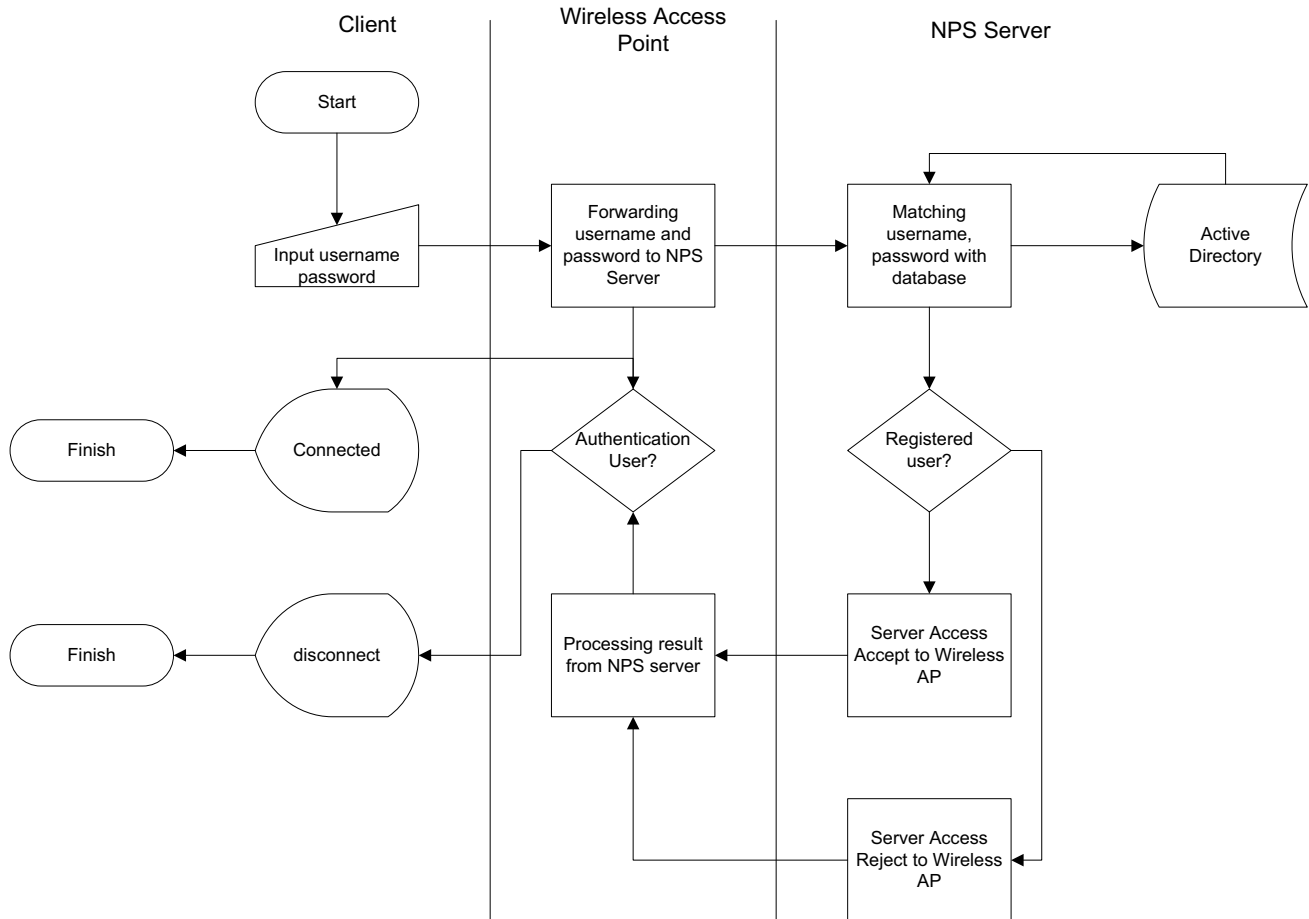 Client
Wireless Access
Point
NPS Server
Start
Input username
password
Forwarding
username and
password to NPS
Server
Matching
username,
password with
database
Active
Directory
Finish
Connected
Authentication
User?
Registered
user?
Finish
disconnect
Processing result
from NPS server
Server Access
Accept to Wireless
AP
Server Access
Reject to Wireless
AP